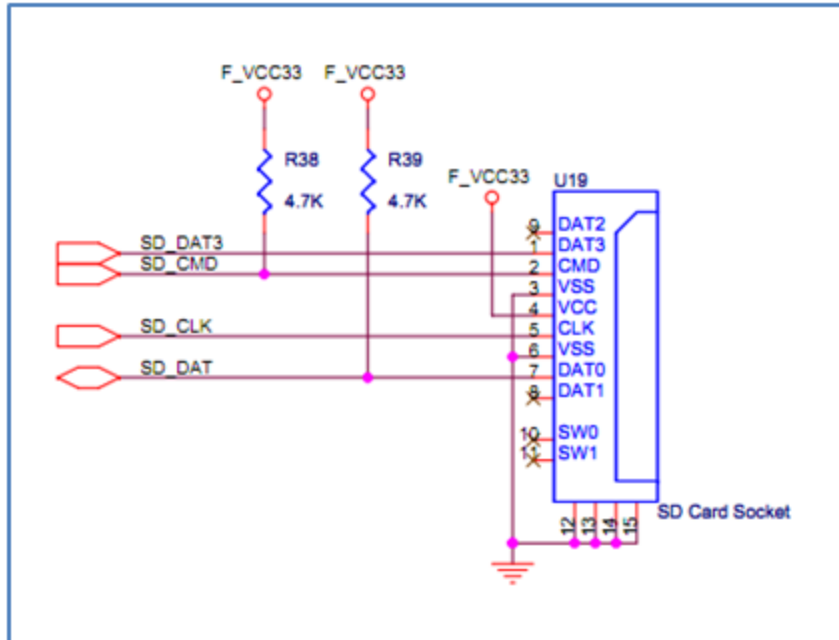 F_VCC33 F_VCC33
R38 R39
4.7K 4.7K
F_VCC33 U19
9 DAT2
SD_DAT3 1 DAT3
SD_CMD 2 CMD
3 VSS
4 VCC
SD_CLK 5 CLK
6 VSS
SD_DAT 7 DAT0
8 DAT1
10 SW0
11 SW1
12 13 14 15 SD Card Socket